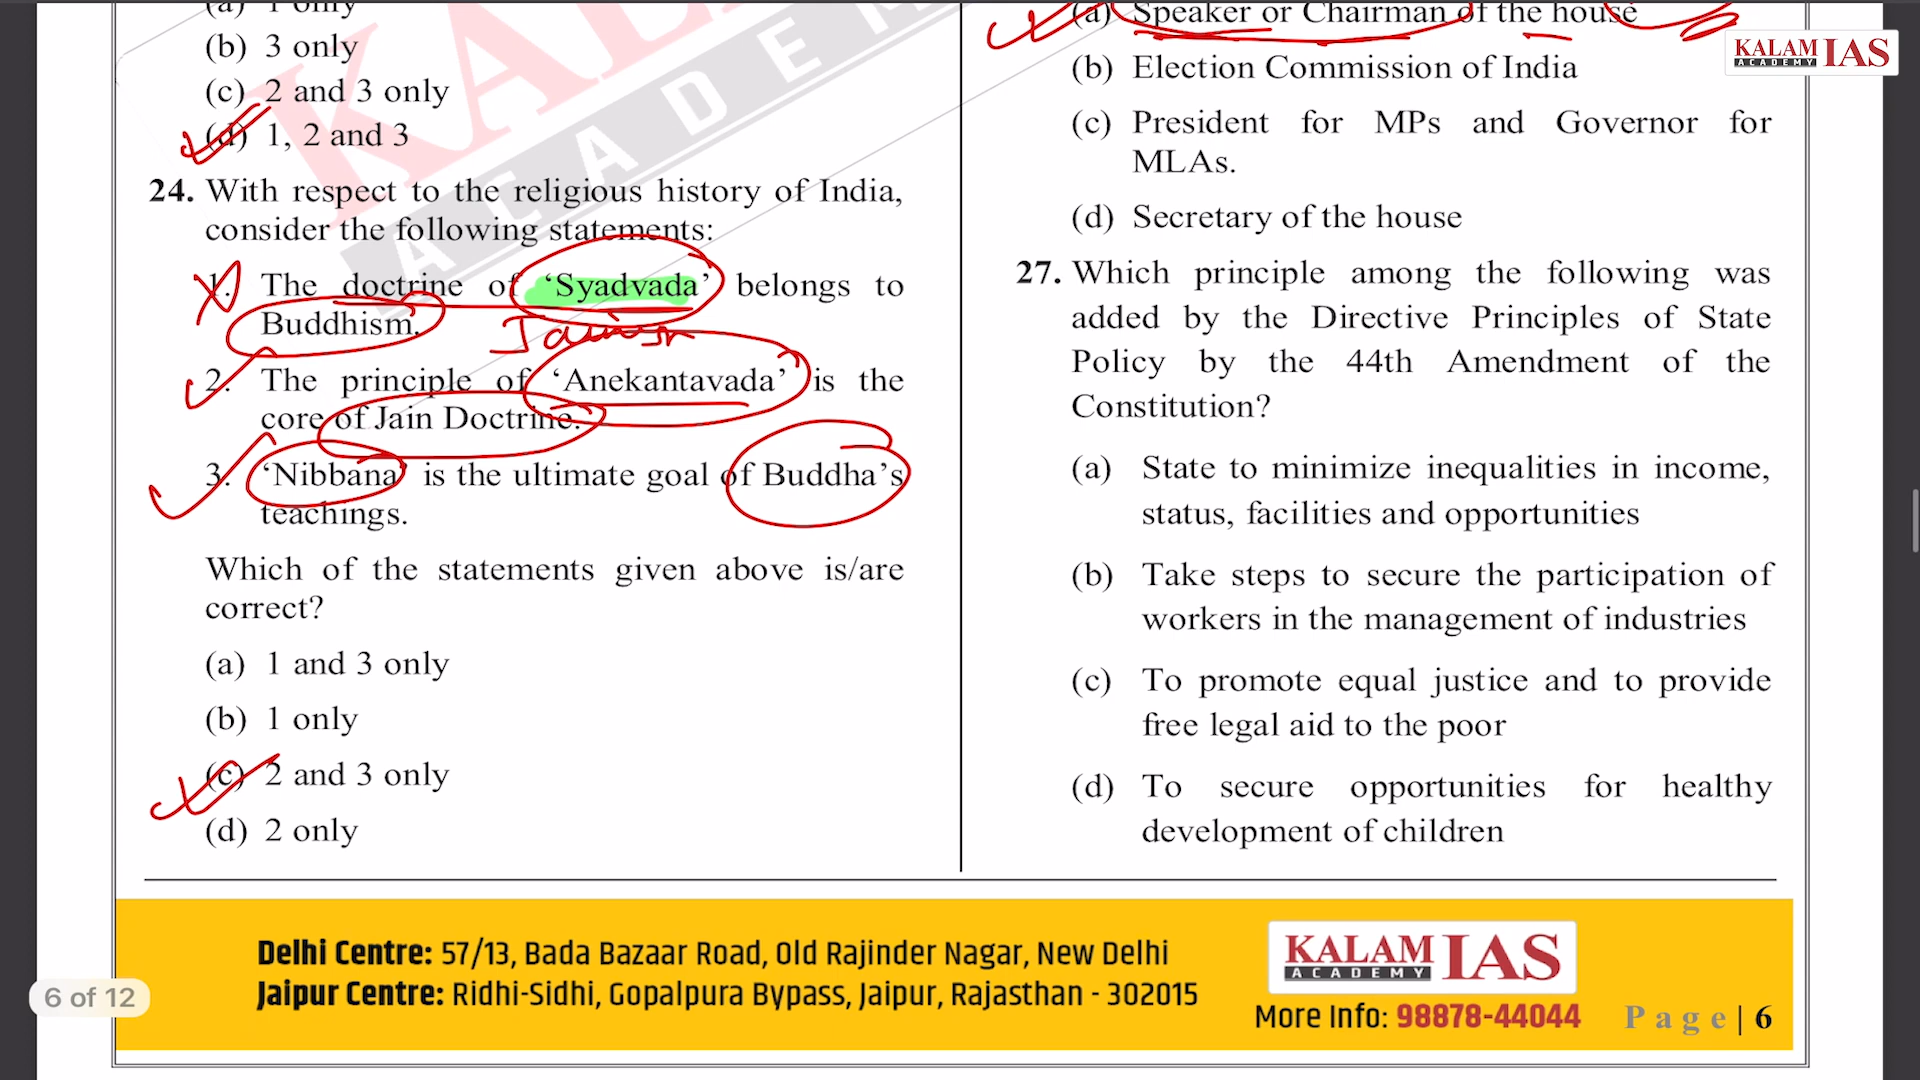 (a) 1 only
(b) 3 only
(c) 2 and 3 only
(d) 1, 2 and 3
24. With respect to the religious history of India,
consider the following statements:
1. The doctrine of ‘Syadvada’ belongs to
Buddhism.
2. The principle of ‘Anekantavada’ is the
core of Jain Doctrine.
3. ‘Nibbana’ is the ultimate goal of Buddha’s
teachings.
Which of the statements given above is/are
correct?
(a) 1 and 3 only
(b) 1 only
(c) 2 and 3 only
(d) 2 only
(a) Speaker or Chairman of the house
(b) Election Commission of India
(c) President for MPs and Governor for
MLAs.
(d) Secretary of the house
27. Which principle among the following was
added by the Directive Principles of State
Policy by the 44th Amendment of the
Constitution?
(a) State to minimize inequalities in income,
status, facilities and opportunities
(b) Take steps to secure the participation of
workers in the management of industries
(c) To promote equal justice and to provide
free legal aid to the poor
(d) To secure opportunities for healthy
development of children
KALAM IAS
ACADEMY
Delhi Centre: 57/13, Bada Bazaar Road, Old Rajinder Nagar, New Delhi
Jaipur Centre: Ridhi-Sidhi, Gopalpura Bypass, Jaipur, Rajasthan - 302015
KALAM IAS
ACADEMY
More Info: 98878-44044
Page | 6
6 of 12